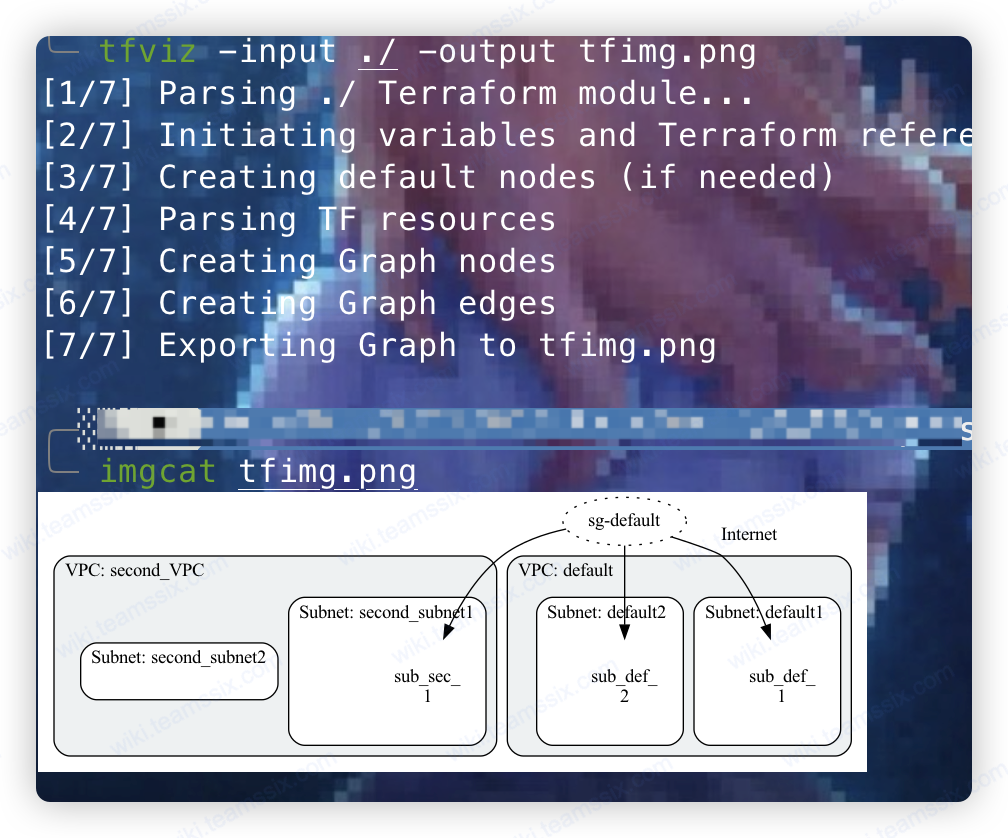 tfviz -input ./ -output tfimg.png
[1/7] Parsing ./ Terraform module...
[2/7] Initiating variables and Terraform refere
[3/7] Creating default nodes (if needed)
[4/7] Parsing TF resources
[5/7] Creating Graph nodes
[6/7] Creating Graph edges
[7/7] Exporting Graph to tfimg.png
s
imgcat tfimg.png
sg-default
Internet
VPC: second_VPC
VPC: default
Subnet: second_subnet1
Subnet: default2
Subnet: default1
Subnet: second_subnet2
sub_sec_
1
sub_def_
2
sub_def_
1
wiki.teamssix.com